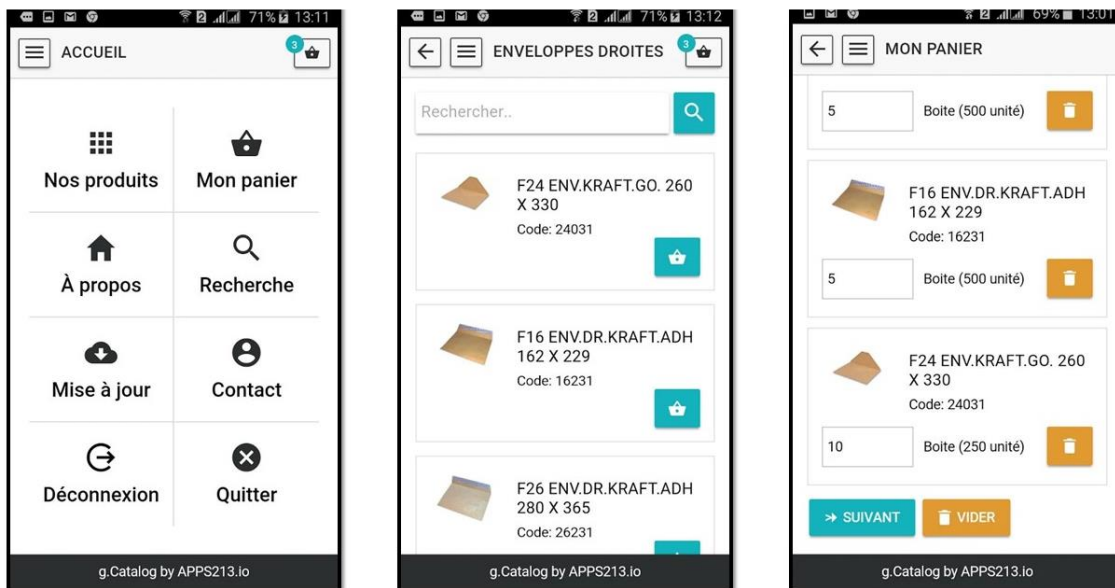 71% 13:11
ACCUEIL
3
Nos produits
Mon panier
À propos
Recherche
Mise à jour
Contact
Déconnexion
Quitter
g.Catalog by APPS213.io
2 71% 13:12
ENVELOPPES DROITES
3
Rechercher..
F24 ENV.KRAFT.GO. 260
X 330
Code: 24031
F16 ENV.DR.KRAFT.ADH
162 X 229
Code: 16231
F26 ENV.DR.KRAFT.ADH
280 X 365
Code: 26231
g.Catalog by APPS213.io
2 69% 13:01
MON PANIER
5
Boite (500 unité)
F16 ENV.DR.KRAFT.ADH
162 X 229
Code: 16231
5
Boite (500 unité)
F24 ENV.KRAFT.GO. 260
X 330
Code: 24031
10
Boite (250 unité)
SUIVANT
VIDER
g.Catalog by APPS213.io